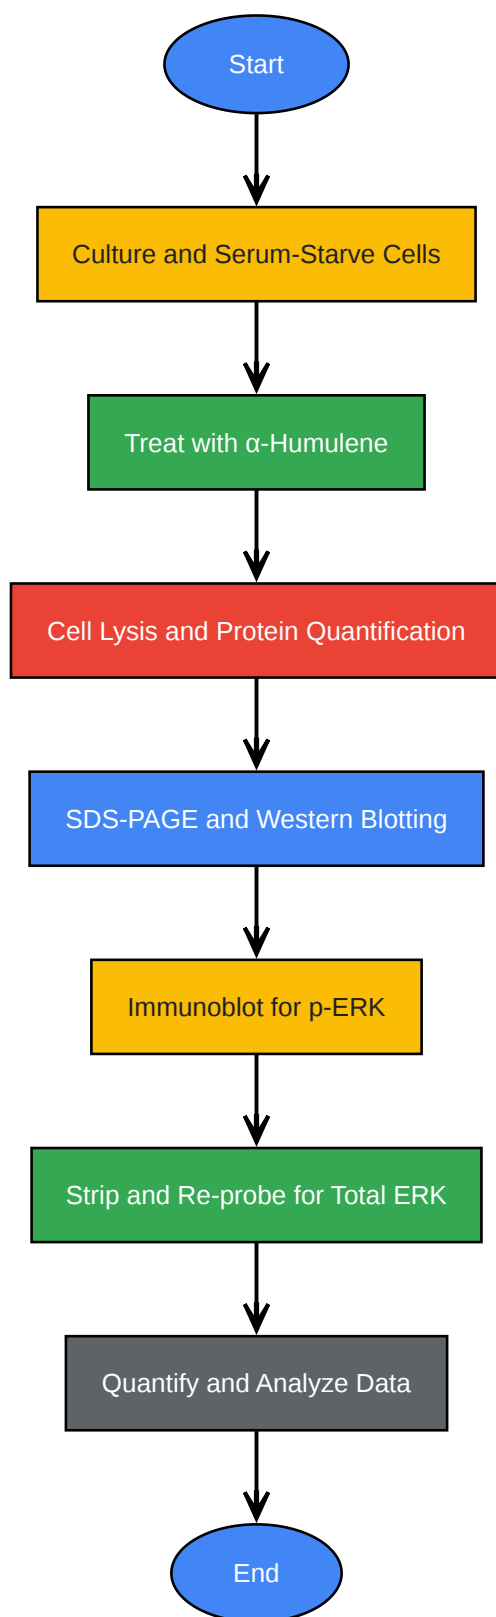 Start
Culture and Serum-Starve Cells
Treat with α-Humulene
Cell Lysis and Protein Quantification
SDS-PAGE and Western Blotting
Immunoblot for p-ERK
Strip and Re-probe for Total ERK
Quantify and Analyze Data
End